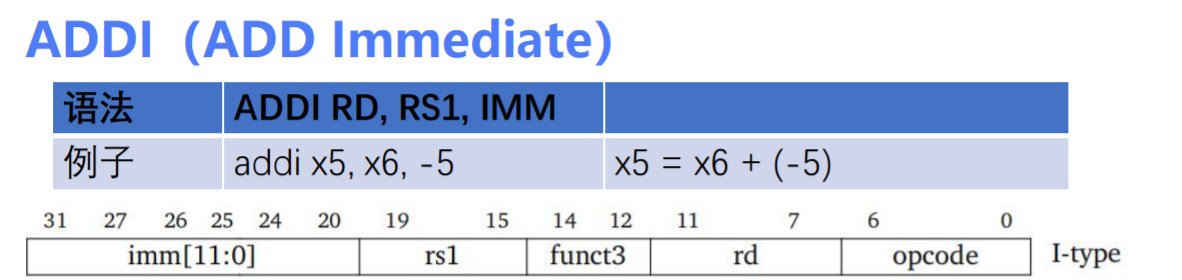 ADDI（ADD Immediate）
语法 ADDI RD, RS1, IMM
例子 addi x5, x6, -5 x5 = x6 + (-5)
31 27 26 25 24 20 19 15 14 12 11 7 6 0
imm[11:0] rs1 funct3 rd opcode I-type